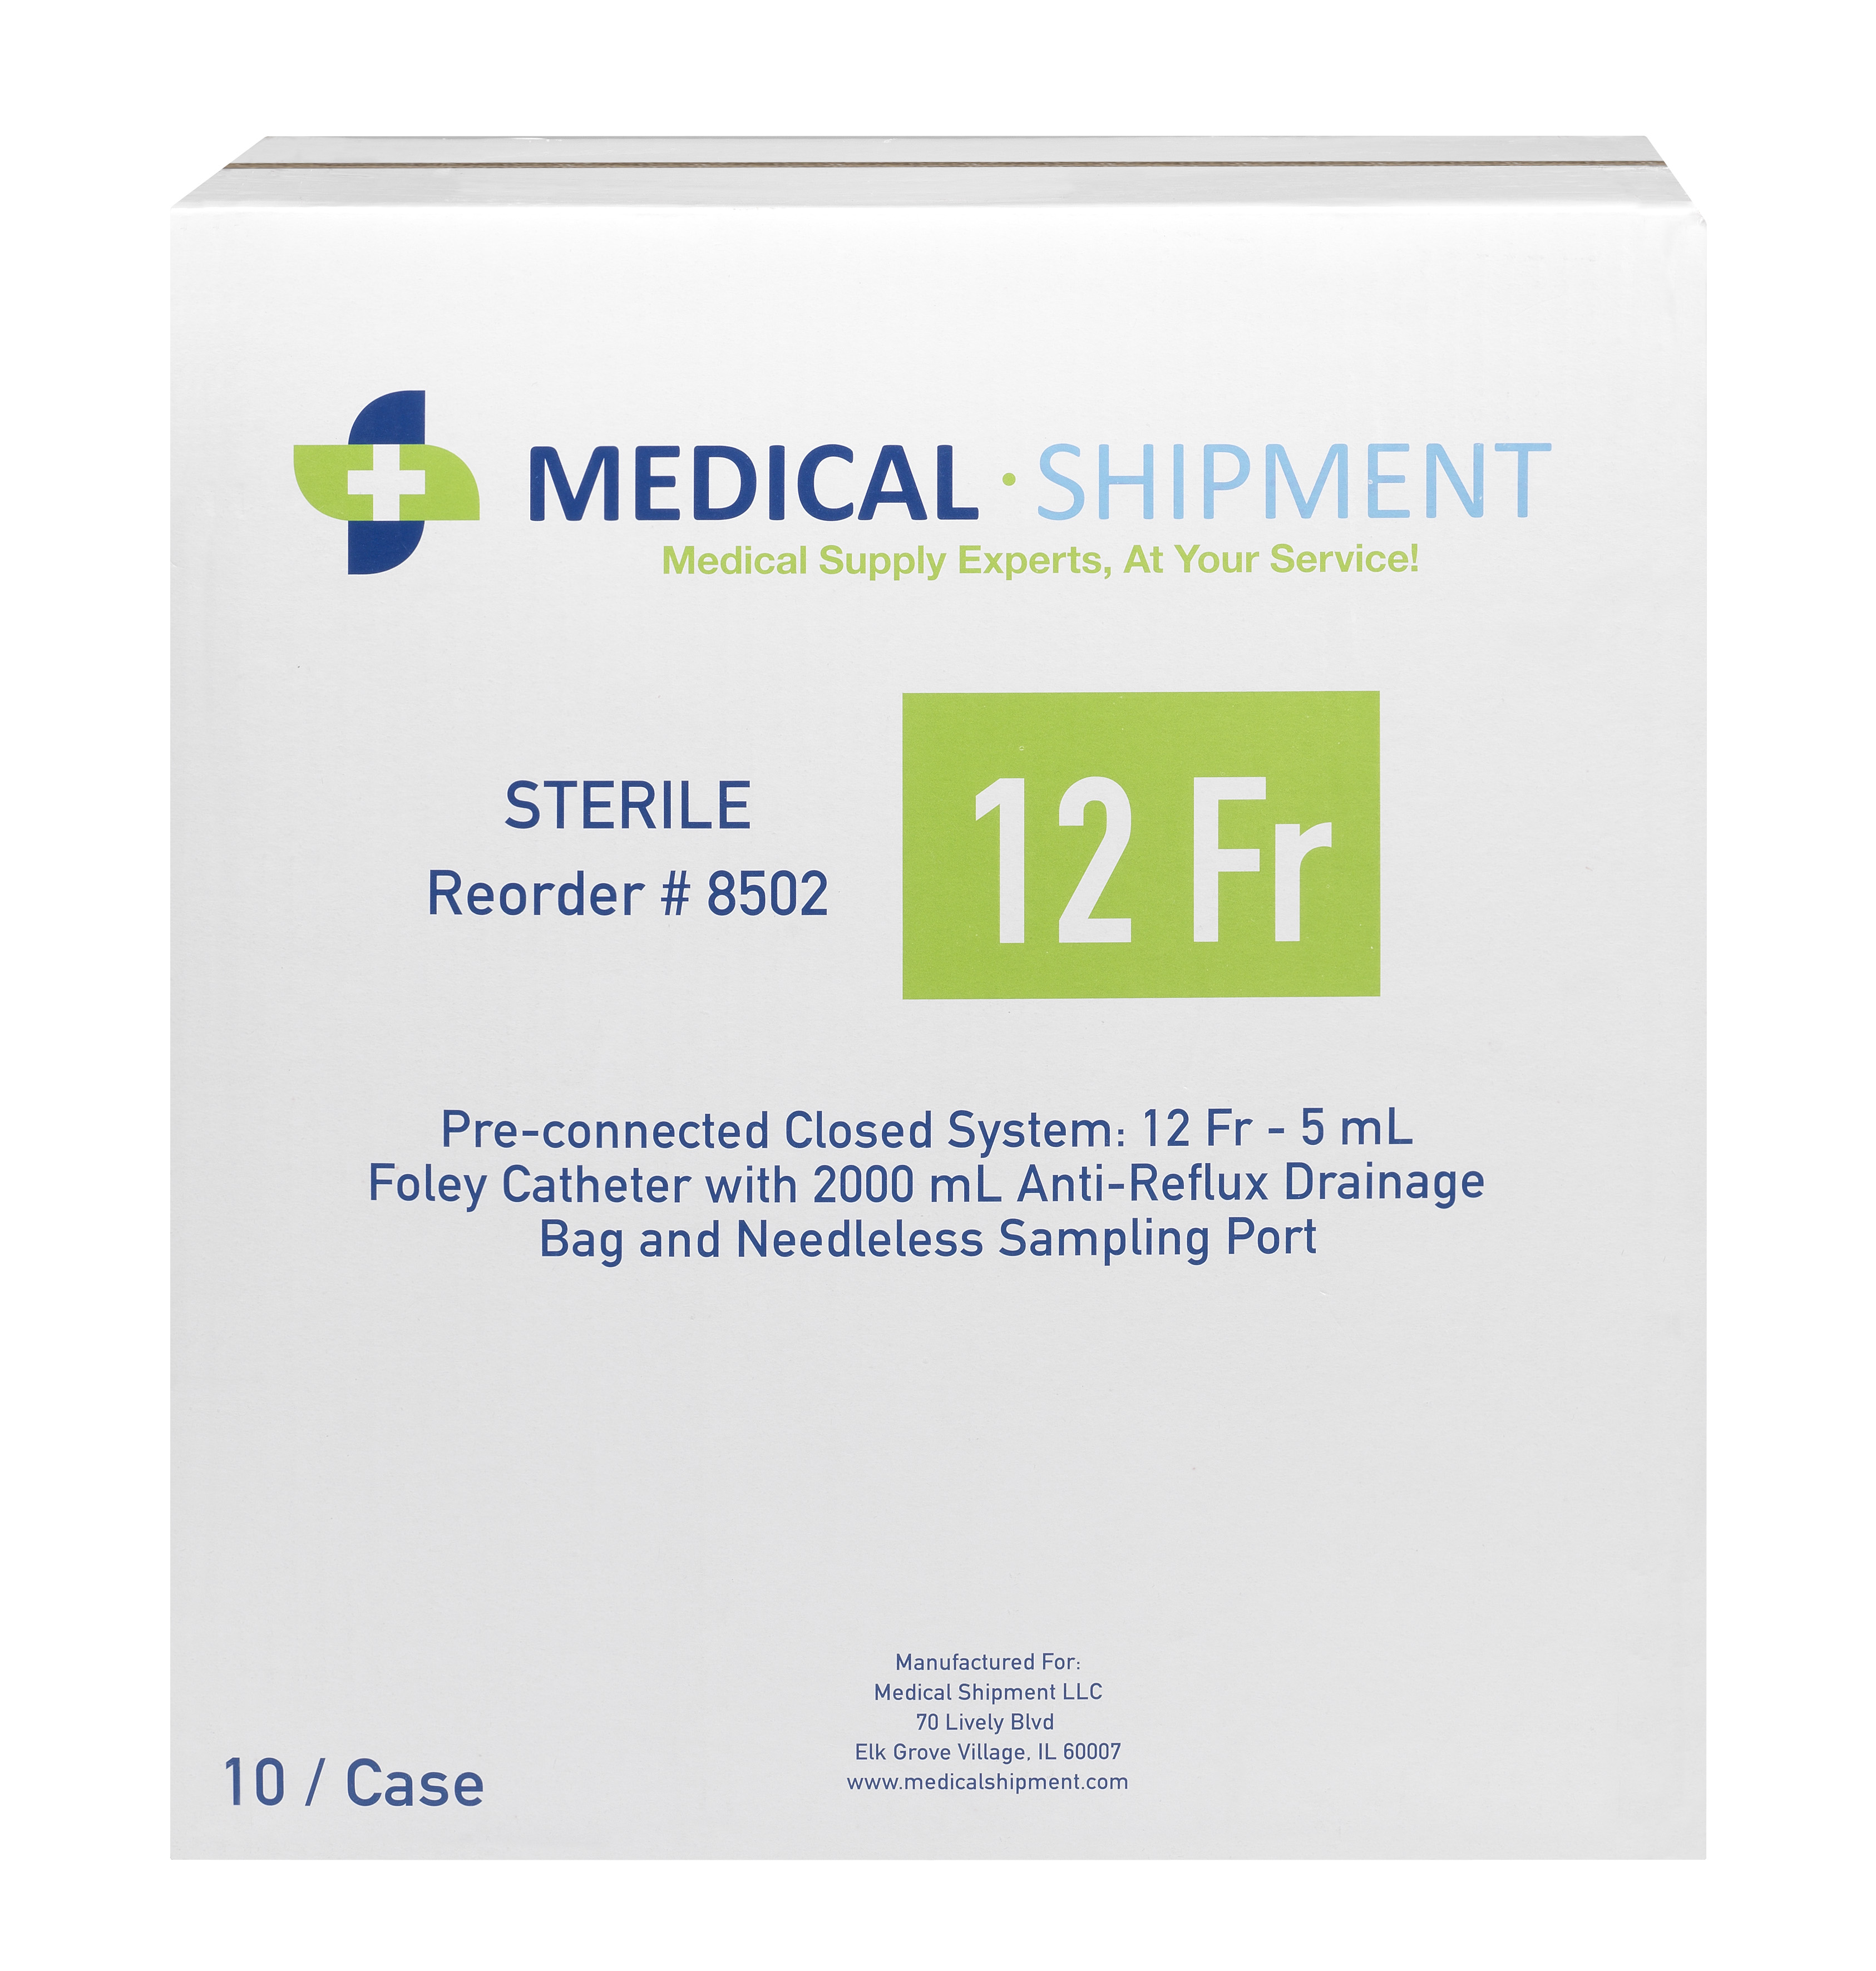 MEDICAL · SHIPMENT
Medical Supply Experts, At Your Service!
STERILE
Reorder # 8502
12 Fr
Pre-connected Closed System: 12 Fr - 5 mL
Foley Catheter with 2000 mL Anti-Reflux Drainage
Bag and Needleless Sampling Port
Manufactured For:
Medical Shipment LLC
70 Lively Blvd
Elk Grove Village, IL 60007
www.medicalshipment.com
10 / Case